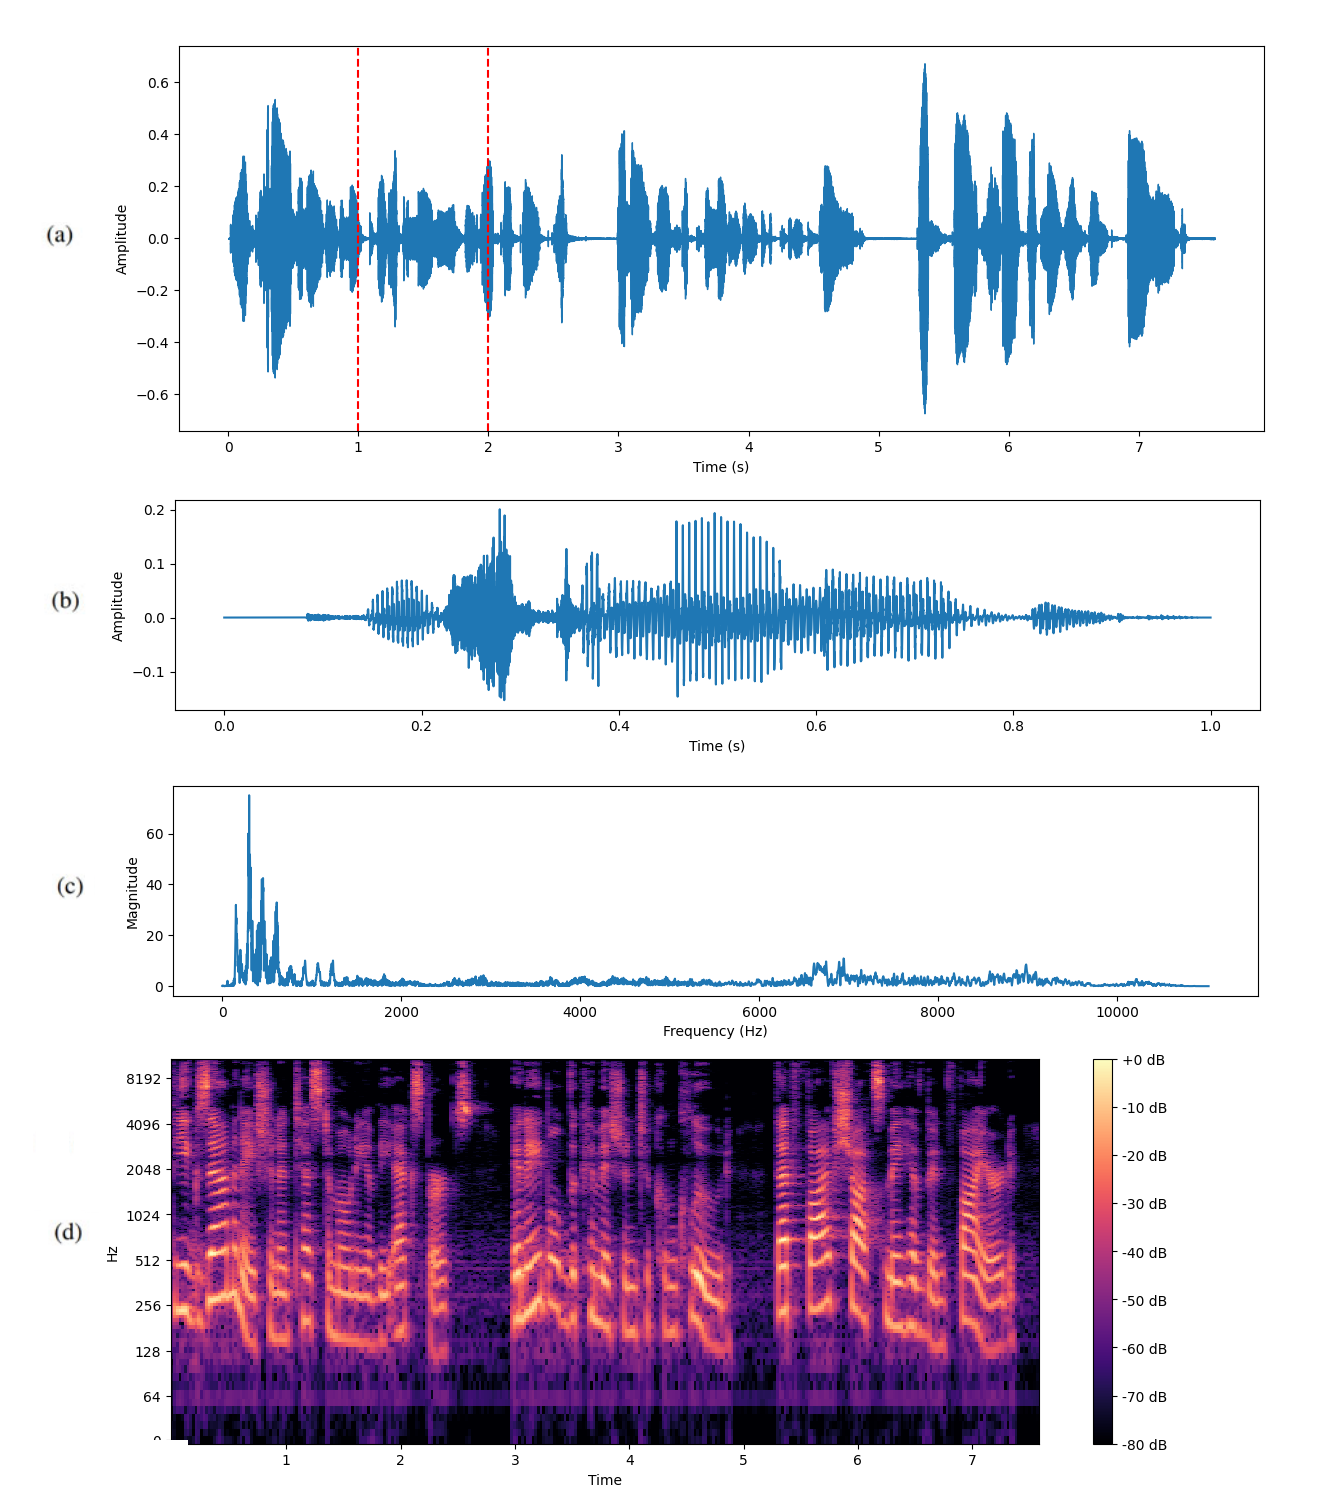 (a)
Amplitude
0.6
0.4
0.2
0.0
−0.2
−0.4
−0.6
0 1 2 3 4 5 6 7
Time (s)
(b)
Amplitude
0.2
0.1
0.0
−0.1
0.0 0.2 0.4 0.6 0.8 1.0
Time (s)
(c)
Magnitude
60
40
20
0
0 2000 4000 6000 8000 10000
Frequency (Hz)
(d)
Hz
8192
4096
2048
1024
512
256
128
64
1 2 3 4 5 6 7
Time
+0 dB
-10 dB
-20 dB
-30 dB
-40 dB
-50 dB
-60 dB
-70 dB
-80 dB